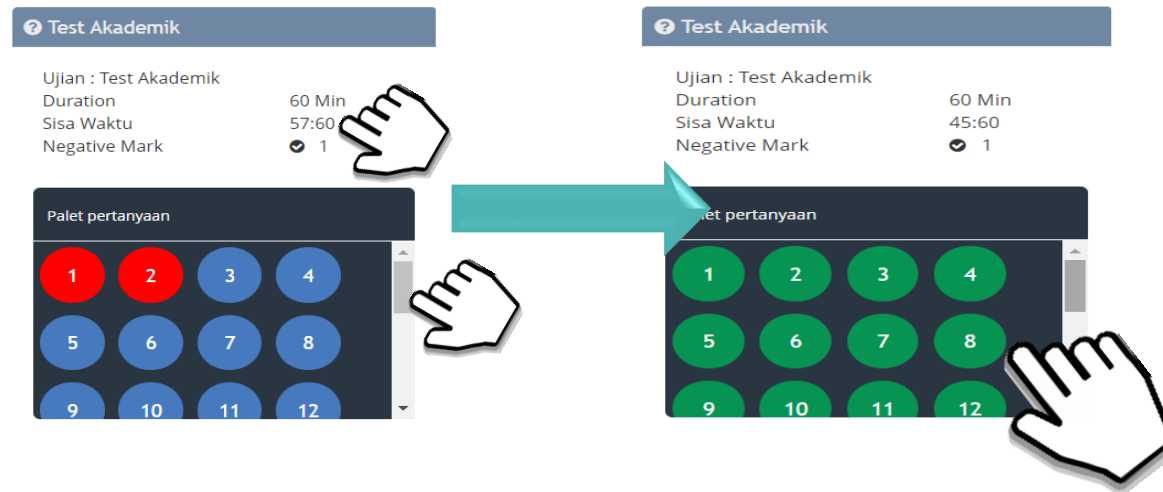 Test Akademik
Ujian : Test Akademik
Duration 60 Min
Sisa Waktu 57:60
Negative Mark 1
Palet pertanyaan
1 2 3 4
5 6 7 8
9 10 11 12
Test Akademik
Ujian : Test Akademik
Duration 60 Min
Sisa Waktu 45:60
Negative Mark 1
pertanyaan
1 2 3 4
5 6 7 8
9 10 11 12